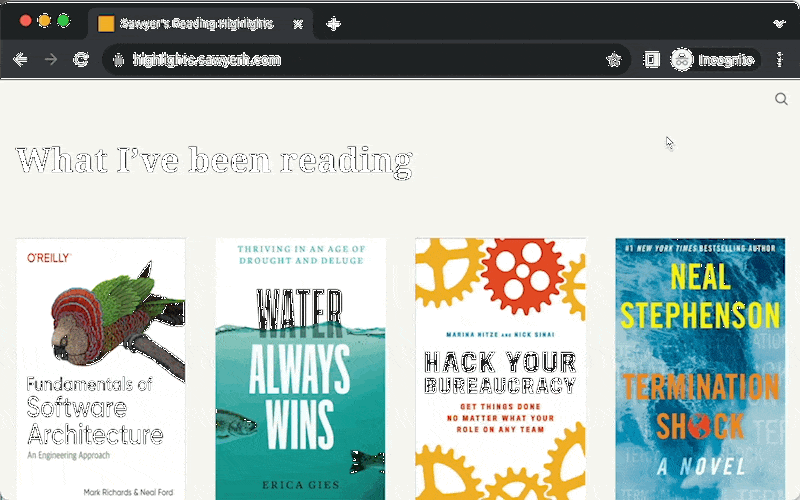 Sawyer's Reading Highlights
highlights.sawyerh.com
Incognito
What I've been reading
O'REILLY
Fundamentals of
Software
Architecture
An Engineering Approach
Mark Richards & Neal Ford
THRIVING IN AN AGE OF
DROUGHT AND DELUGE
WATER
ALWAYS
WINS
ERICA GIES
MARINA NITZE AND NICK SINAI
HACK YOUR
BUREAUCRACY
GET THINGS DONE
NO MATTER WHAT YOUR
ROLE ON ANY TEAM
#1 NEW YORK TIMES BESTSELLING AUTHOR
NEAL
STEPHENSON
TERMINATION
SHOCK
A NOVEL